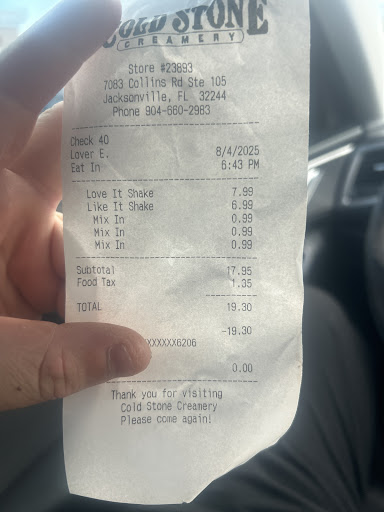 COLD STONE
CREAMERY
Store #23893
7083 Collins Rd Ste 105
Jacksonville, FL 32244
Phone 904-660-2983
Check 40
Lover E. 8/4/2025
Eat In 6:43 PM
Love It Shake 7.99
Like It Shake 6.99
Mix In 0.99
Mix In 0.99
Mix In 0.99
Subtotal 17.95
Food Tax 1.35
TOTAL 19.30
-19.30
XXXXXX6206
0.00
Thank you for visiting
Cold Stone Creamery
Please come again!